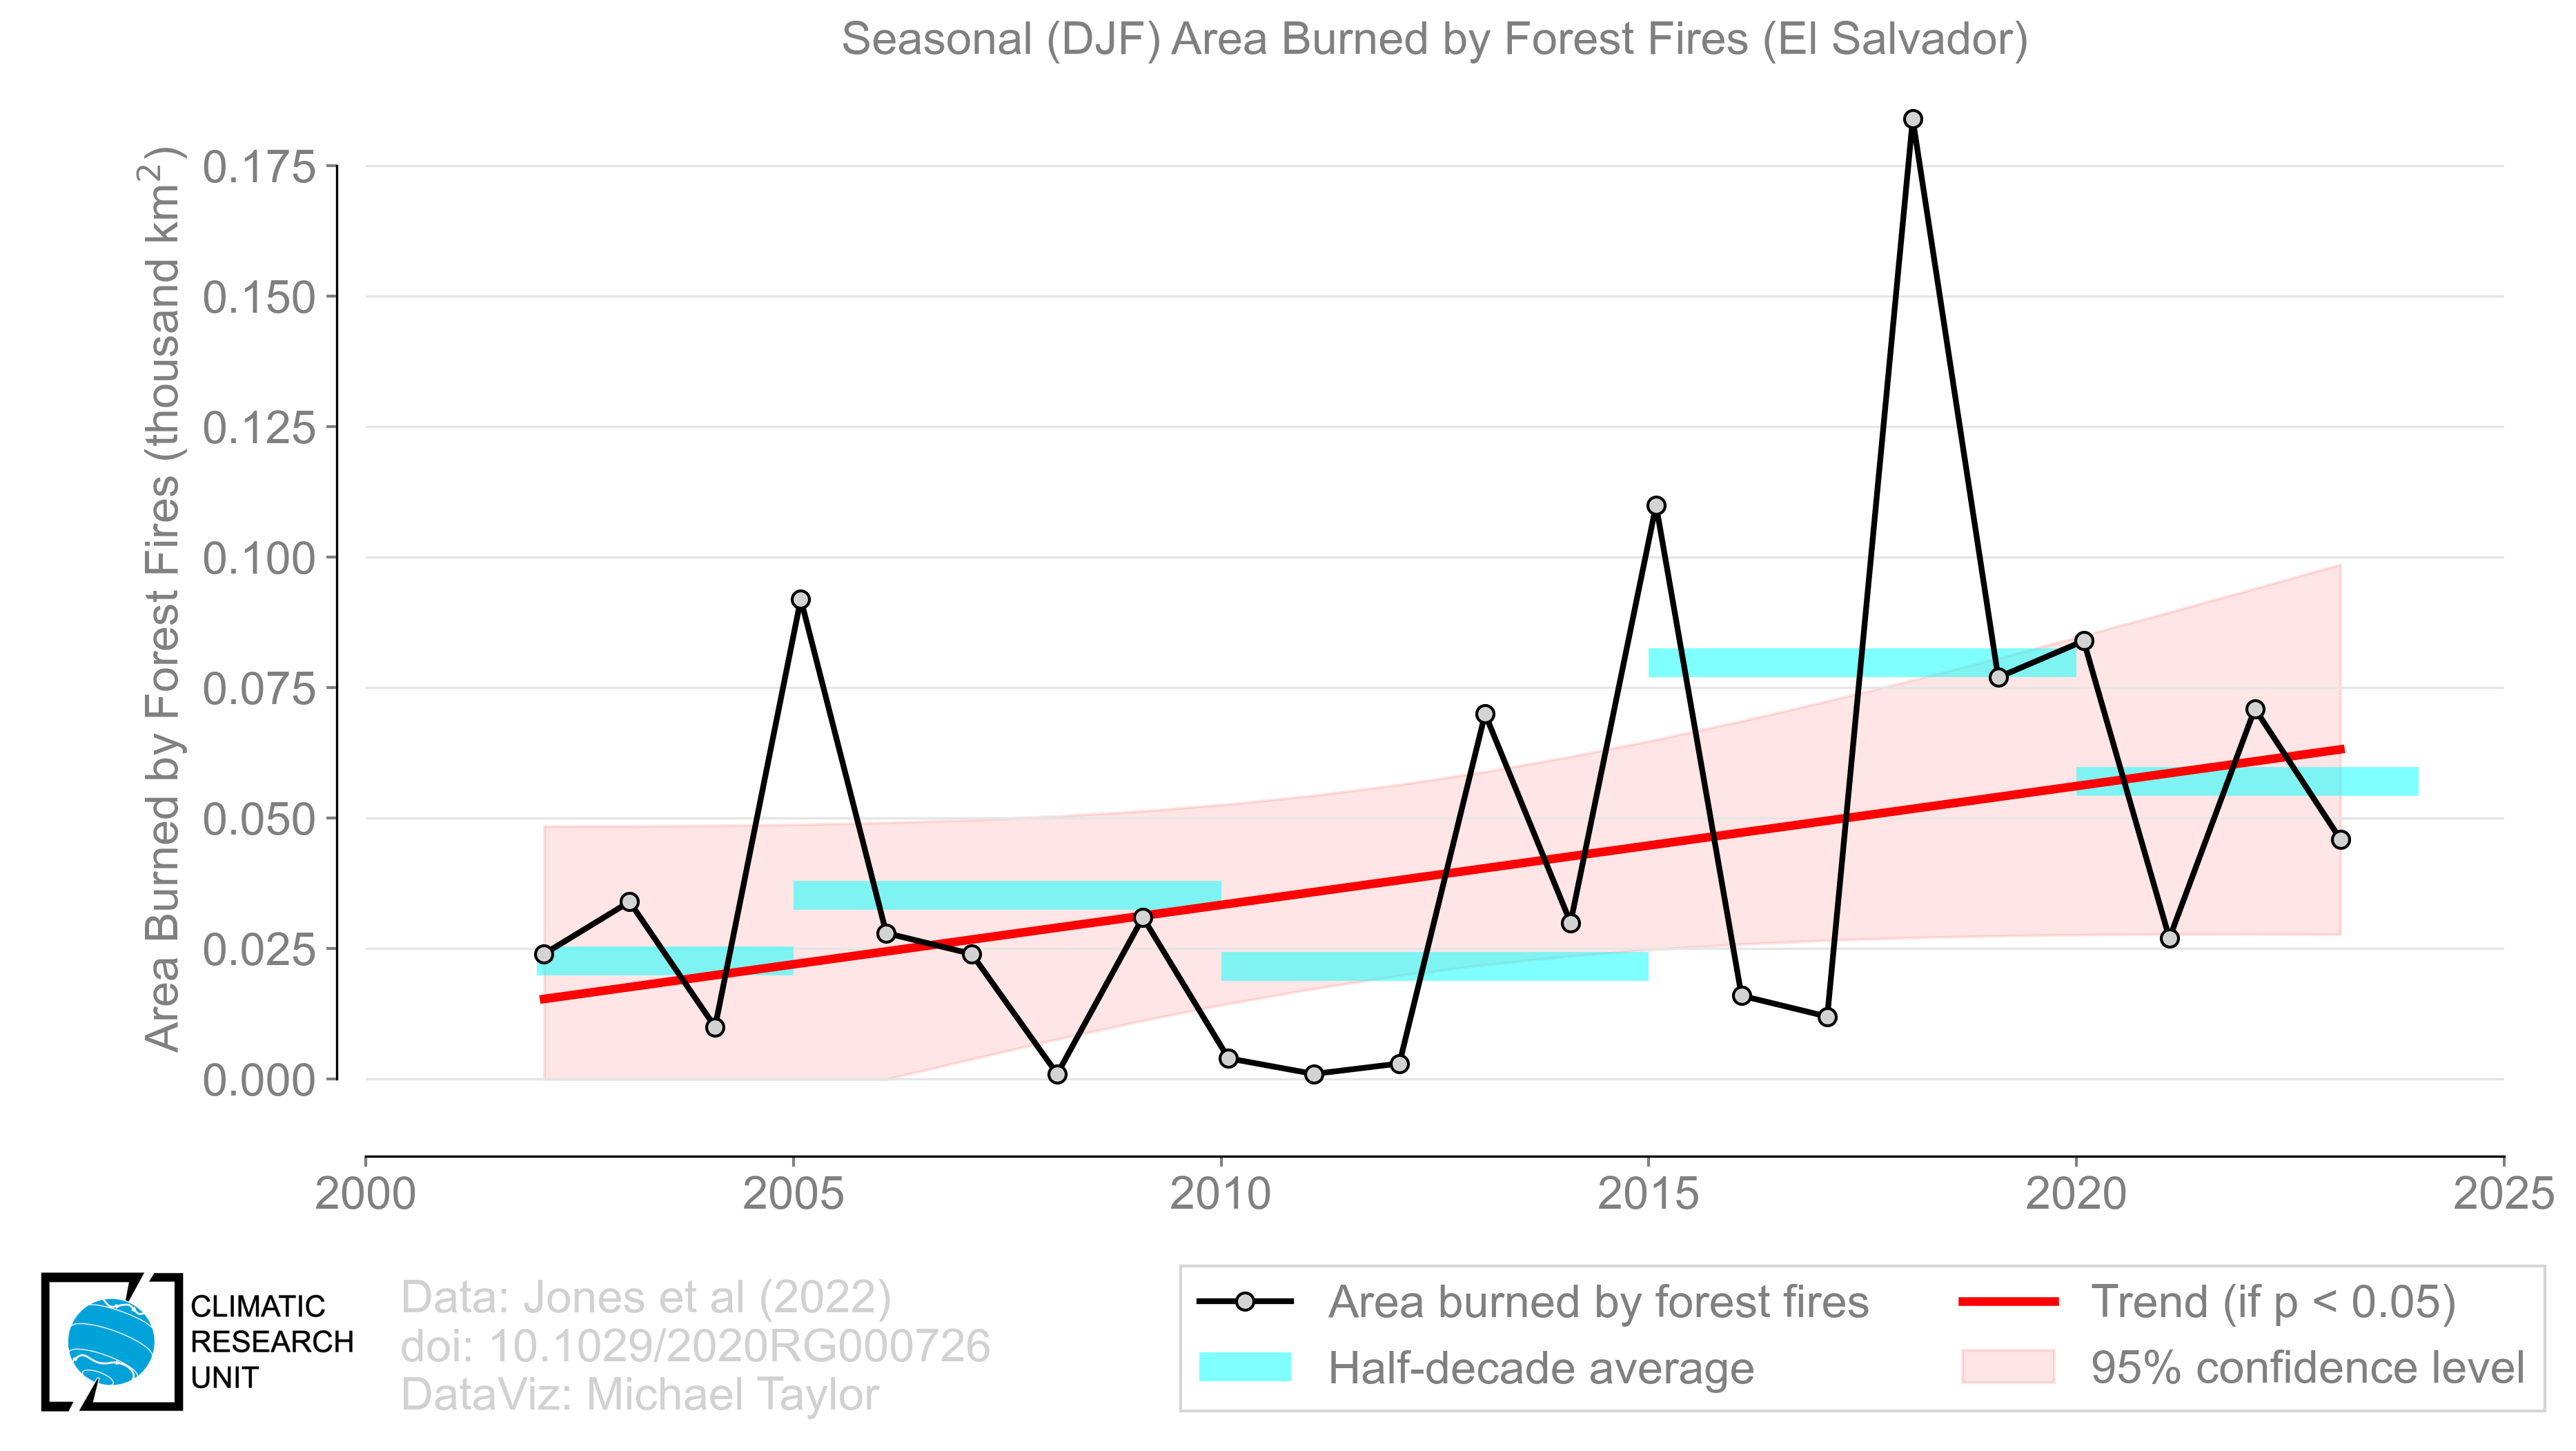 Seasonal (DJF) Area Burned by Forest Fires (El Salvador)
Area Burned by Forest Fires (thousand km²)
0.175
0.150
0.125
0.100
0.075
0.050
0.025
0.000
2000
2005
2010
2015
2020
2025
CLIMATIC
RESEARCH
UNIT
Data: Jones et al (2022)
doi: 10.1029/2020RG000726
DataViz: Michael Taylor
Area burned by forest fires
Half-decade average
Trend (if p < 0.05)
95% confidence level